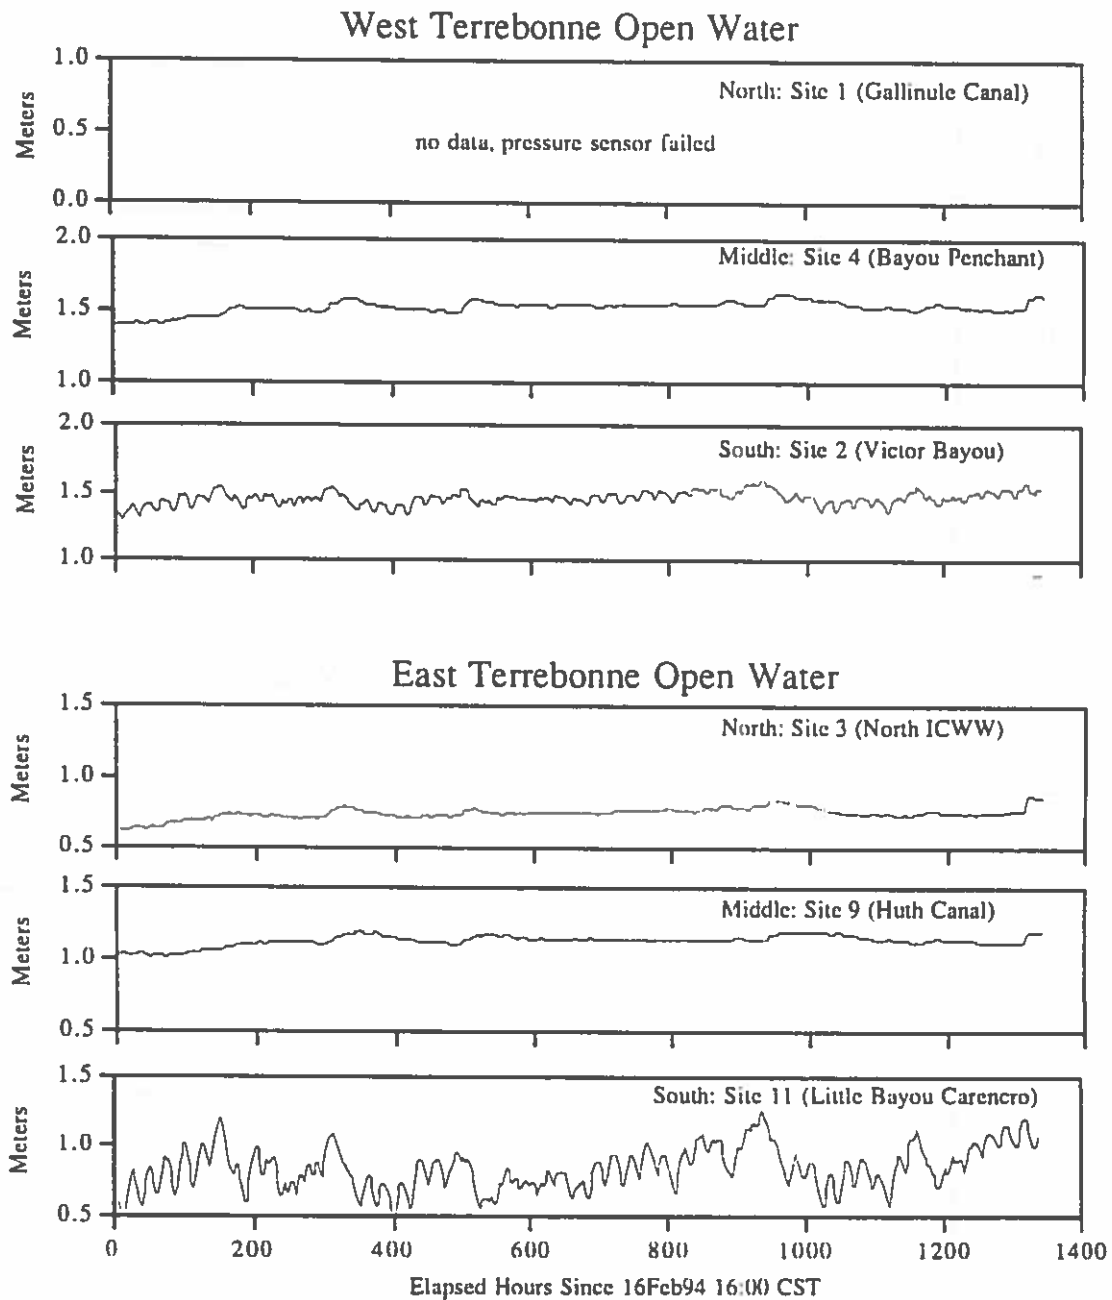 West Terrebonne Open Water
1.0
North: Site 1 (Gallinule Canal)
Meters
0.5
no data, pressure sensor failed
0.0
0
2.0
Middle: Site 4 (Bayou Penchant)
Meters
1.5
1.0
2.0
South: Site 2 (Victor Bayou)
Meters
1.5
1.0
East Terrebonne Open Water
1.5
North: Site 3 (North ICWW)
Meters
1.0
0.5
1.5
Middle: Site 9 (Huth Canal)
Meters
1.0
0.5
1.5
South: Site 11 (Little Bayou Carencro)
Meters
1.0
0.5
0 200 400 600 800 1000 1200 1400
Elapsed Hours Since 16Feb94 16:00 CST